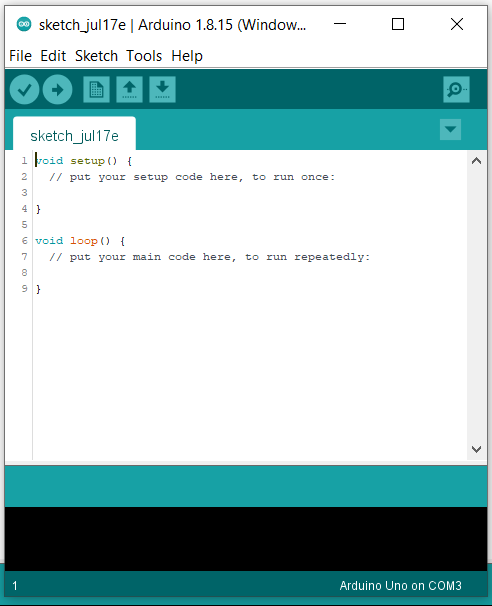 sketch_jul17e | Arduino 1.8.15 (Window...
File Edit Sketch Tools Help
sketch_jul17e
1 void setup() {
2 // put your setup code here, to run once:
3
4 }
5
6 void loop() {
7 // put your main code here, to run repeatedly:
8
9 }
1 Arduino Uno on COM3